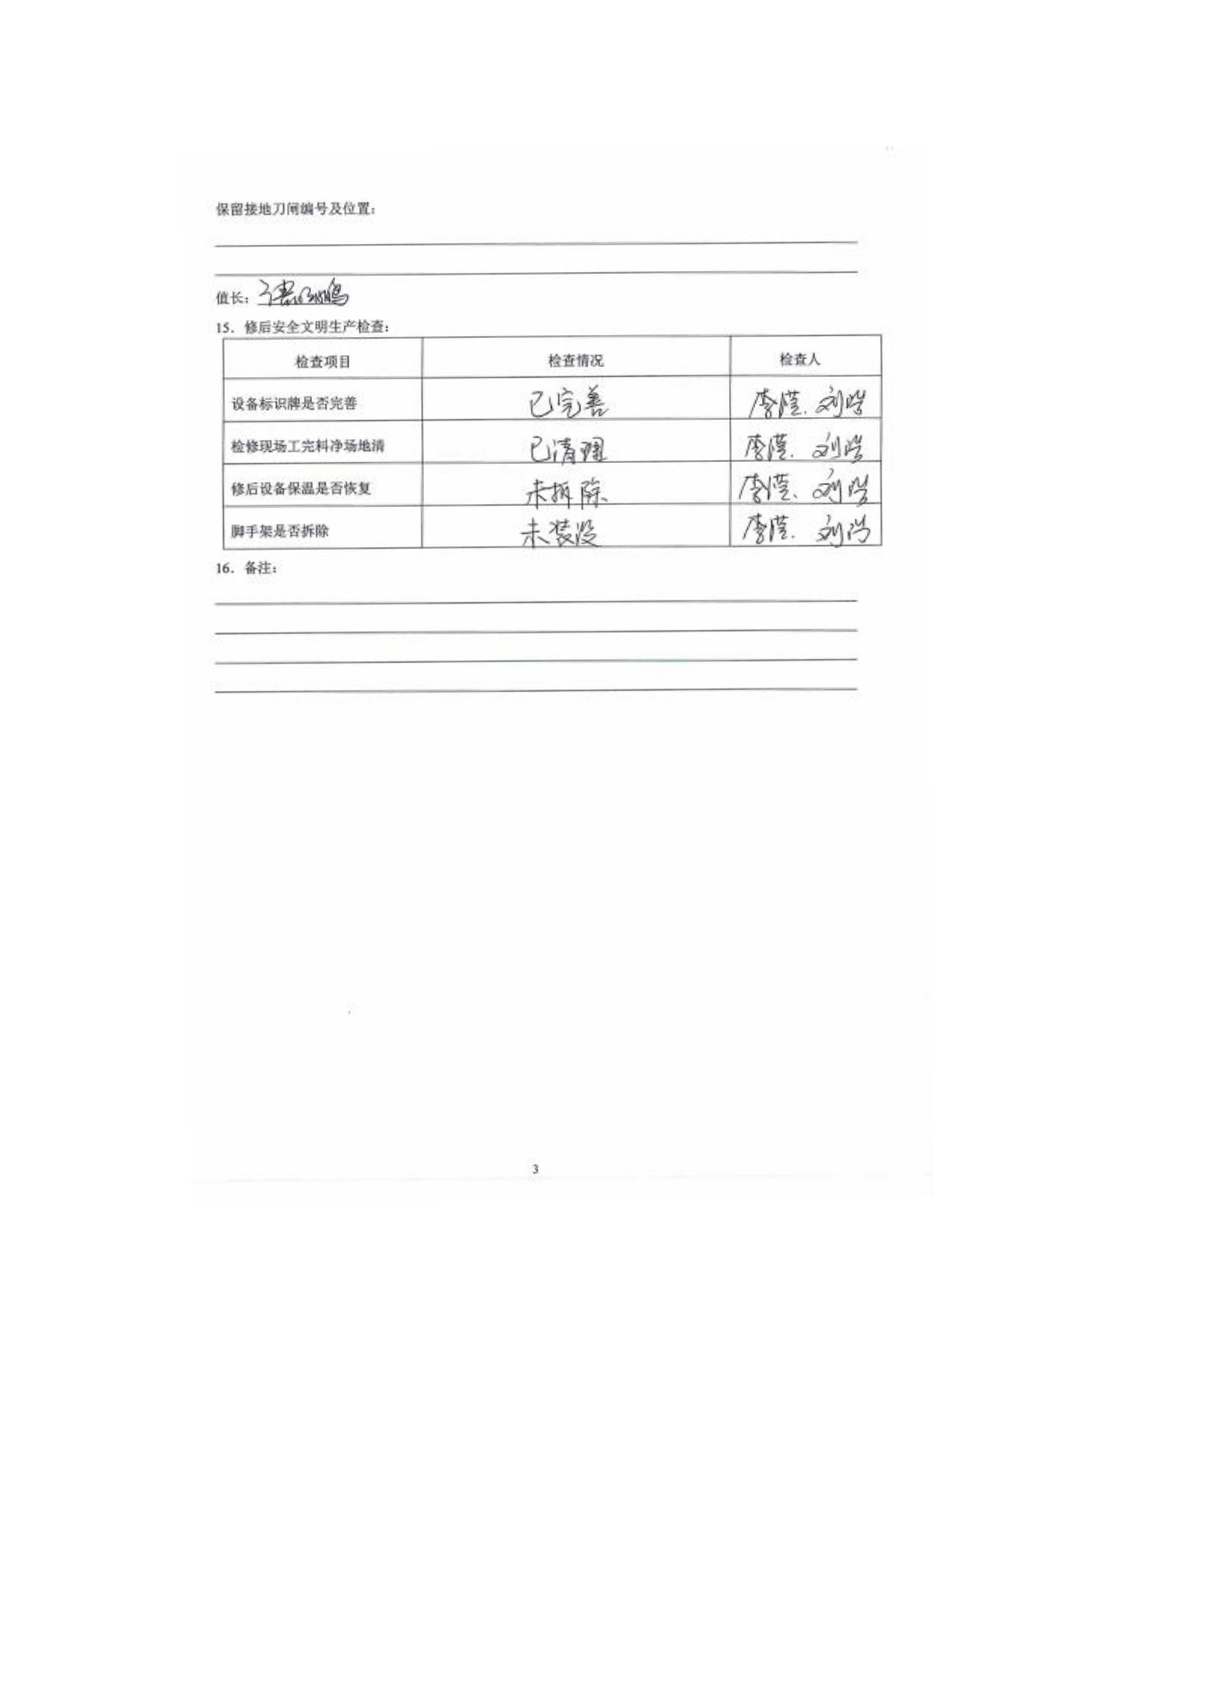 保留接地刀闸编号及位置:
值长:
15. 修后安全文明生产检查:
检查项目 检查情况 检查人
设备标识牌是否完善 已完善 李滢. 刘哲
检修现场工完料净场地清 已清理 李滢. 刘哲
修后设备保温是否恢复 未拆除 李滢. 刘哲
脚手架是否拆除 未装设 李滢. 刘
16. 备注:
3